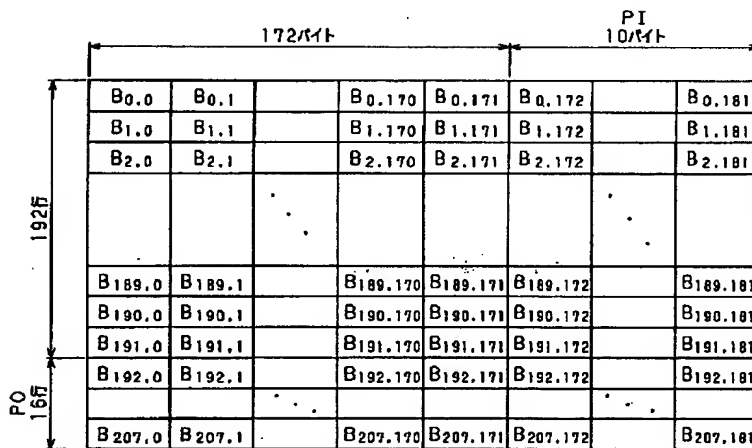 PI
172バイト 10バイト
B0.0 B0.1 B0.170 B0.171 B0.172 B0.181
B1.0 B1.1 B1.170 B1.171 B1.172 B1.181
B2.0 B2.1 B2.170 B2.171 B2.172 B2.181
192行
B189.0 B189.1 B189.170 B189.171 B189.172 B189.181
B190.0 B190.1 B190.170 B190.171 B190.172 B190.181
B191.0 B191.1 B191.170 B191.171 B191.172 B191.181
PO
16行
B192.0 B192.1 B192.170 B192.171 B192.172 B192.181
B207.0 B207.1 B207.170 B207.171 B207.172 B207.181